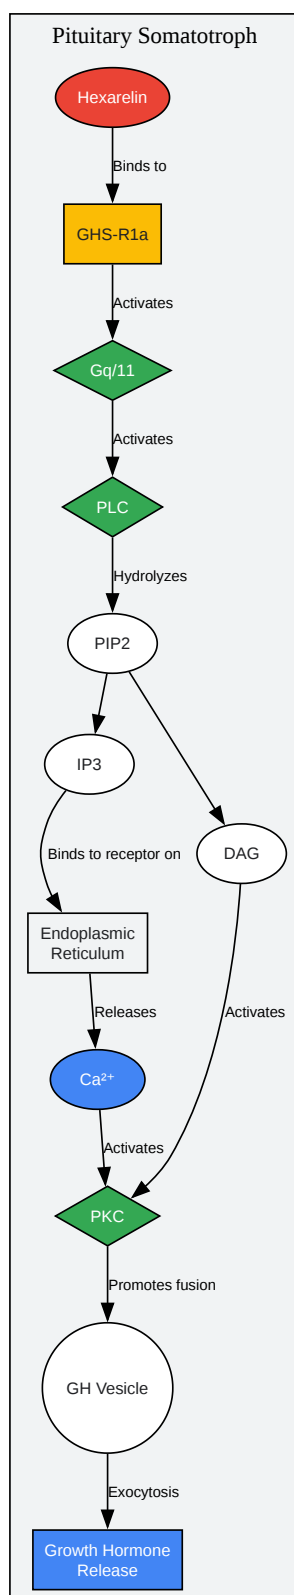 Pituitary Somatotroph
Hexarelin
Binds to
GHS-R1a
Activates
Gq/11
Activates
PLC
Hydrolyzes
PIP2
IP3
Binds to receptor on
DAG
Endoplasmic
Reticulum
Releases
Activates
Ca²⁺
Activates
PKC
Promotes fusion
GH Vesicle
Exocytosis
Growth Hormone
Release